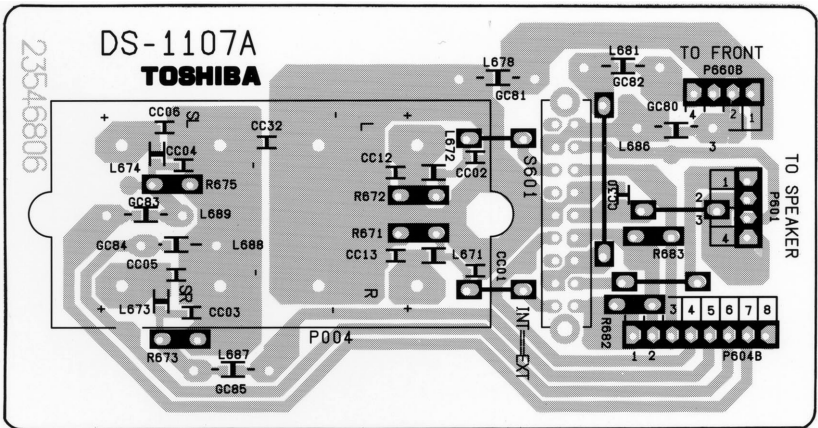 DS-1107A
TOSHIBA
23546806
L678
GC81
L681
GC82
TO FRONT
P660B
4 2 1
GC80
L686
3
CC06
SL
+
CC32
L
+
L672
CC02
S601
L674
CC04
R675
-
-
CC12
R672
GC83
L689
R671
GC84
L688
CC13
L671
CC01
CC05
SR
L673
CC03
-
-
R
+
+
R673
L687
GC85
P004
INT
EXT
CC30
1
2
3
4
P601
TO SPEAKER
R683
R682
3 4 5 6 7 8
1 2
P604B